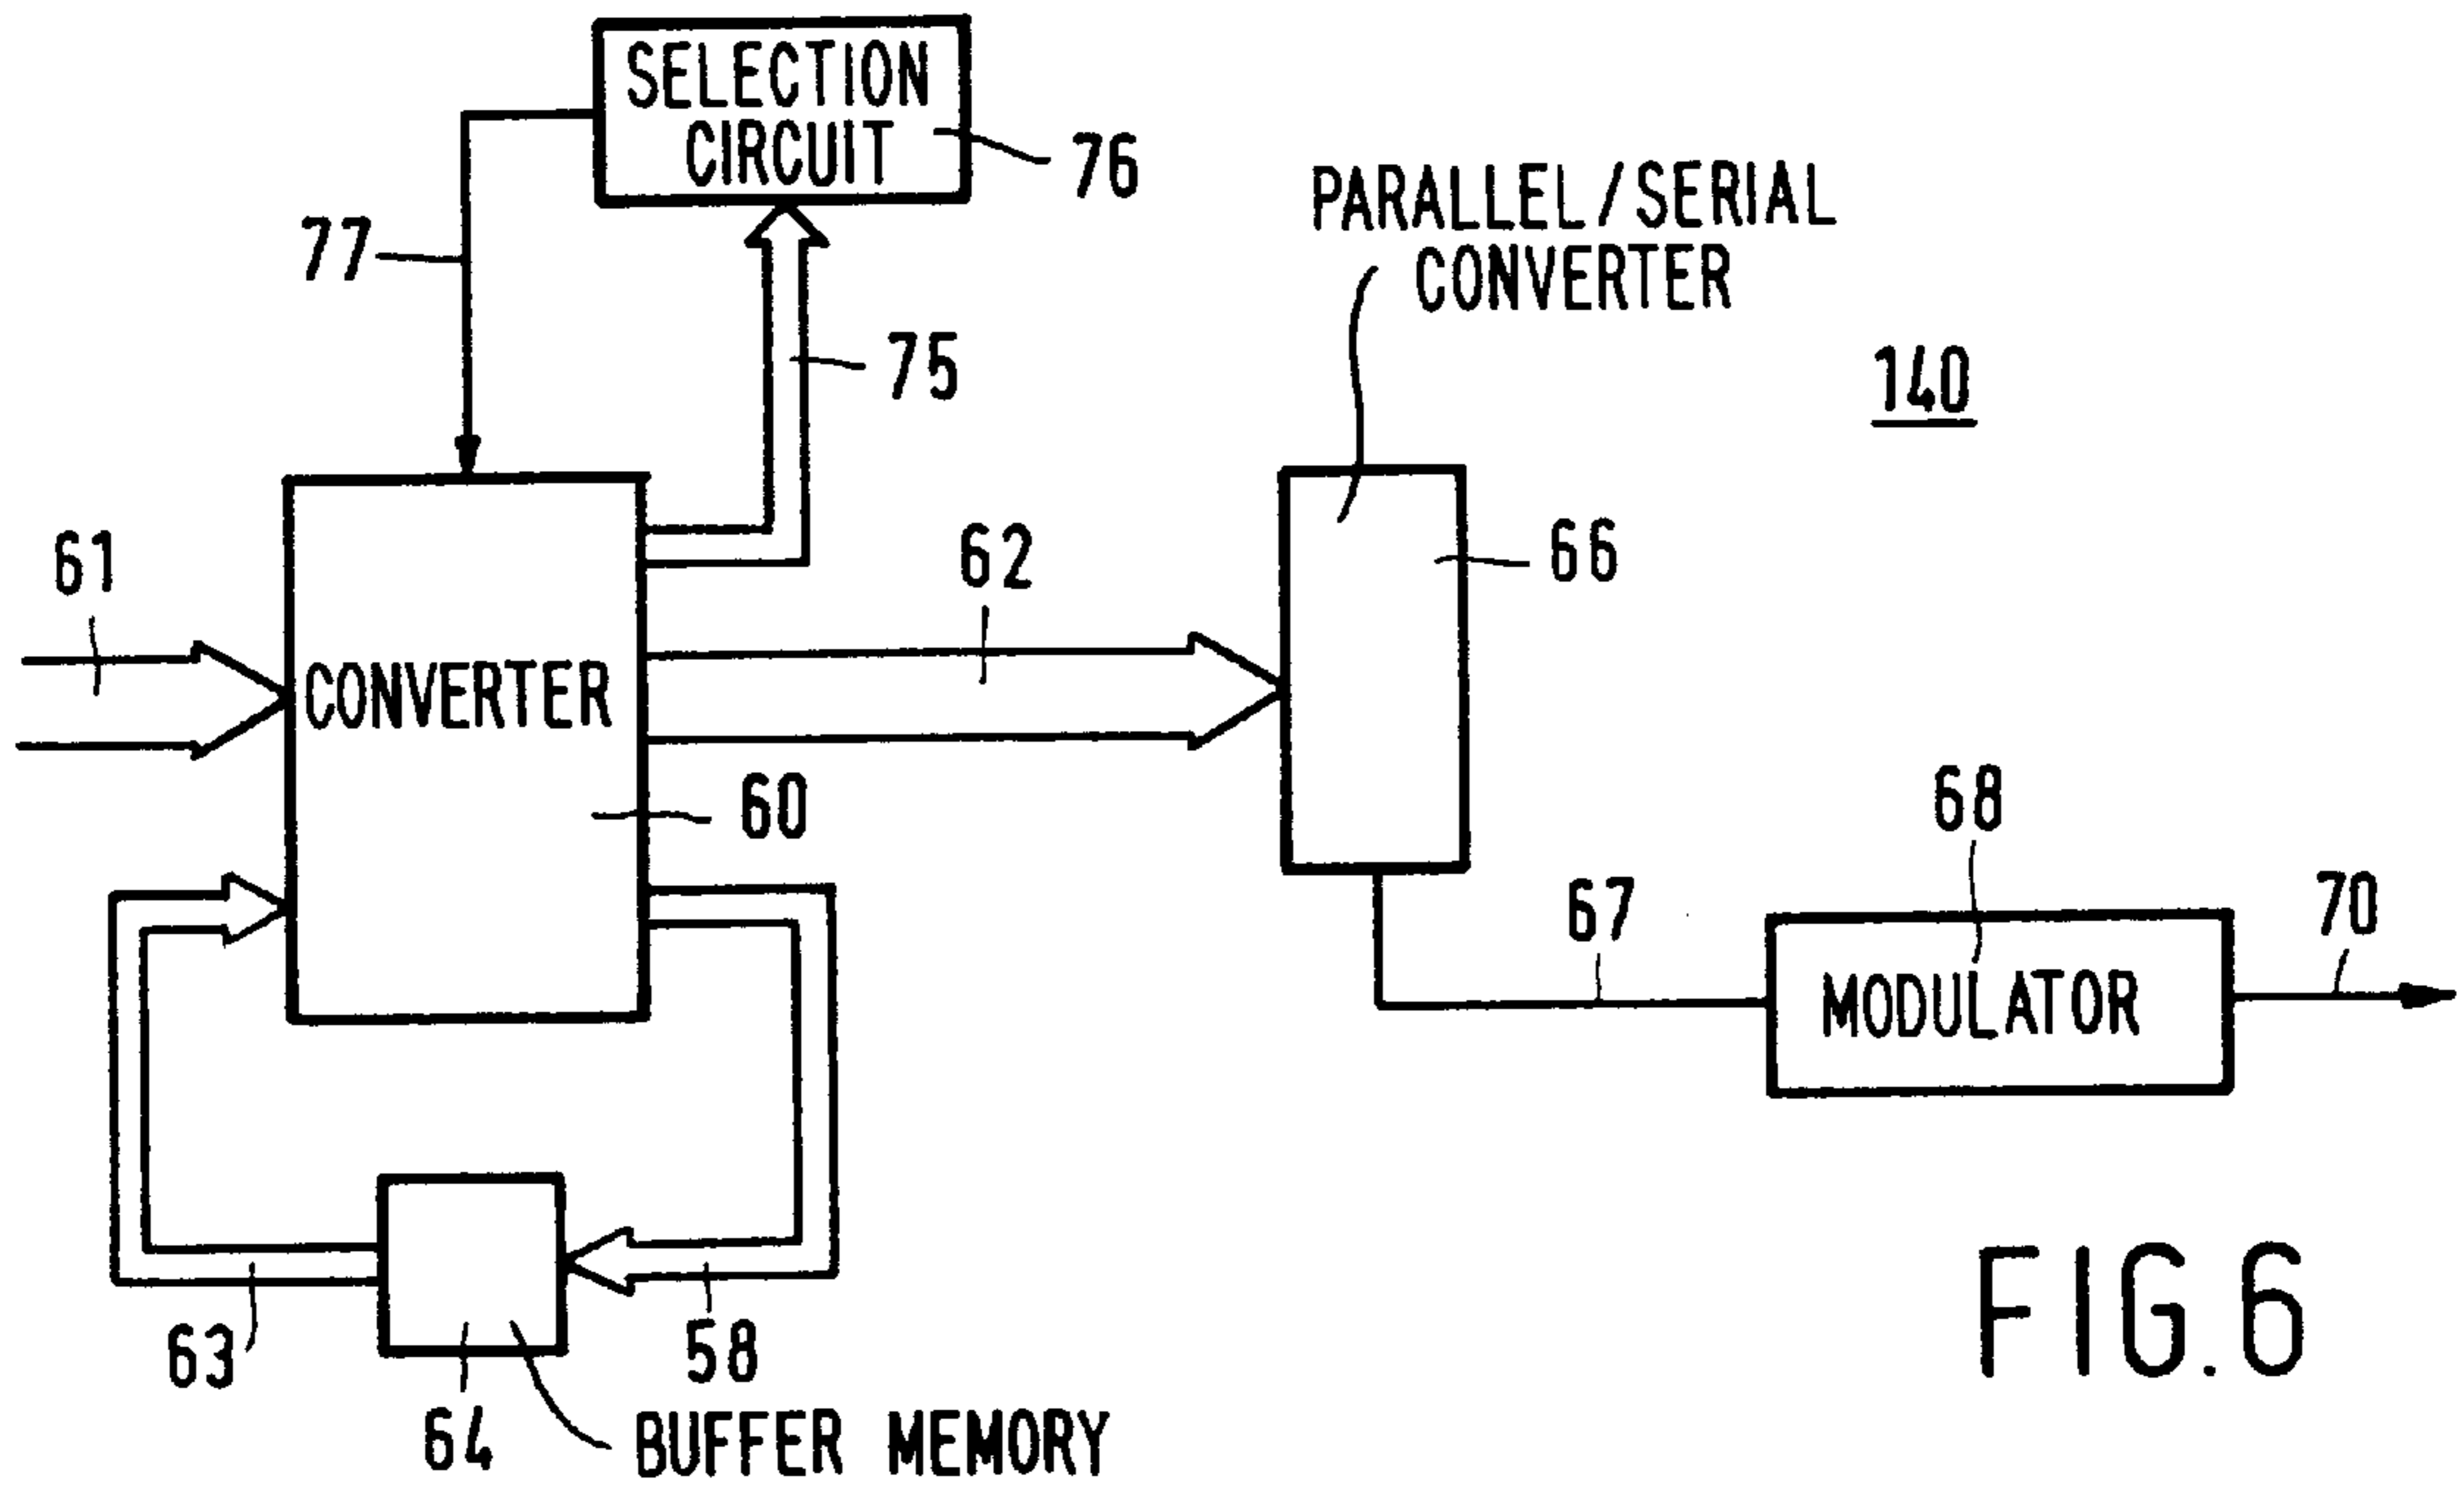 SELECTION
CIRCUIT
76
77
PARALLEL/SERIAL
CONVERTER
75
140
61
62
66
CONVERTER
60
68
67
70
MODULATOR
63
58
64
BUFFER MEMORY
FIG.6